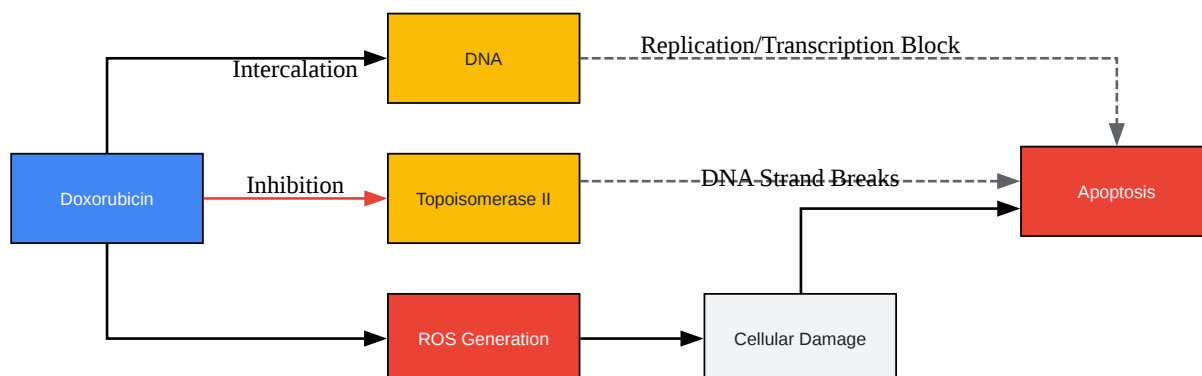 Replication/Transcription Block
DNA
Intercalation
DNA Strand Breaks
Inhibition
Doxorubicin
Topoisomerase II
Apoptosis
ROS Generation
Cellular Damage